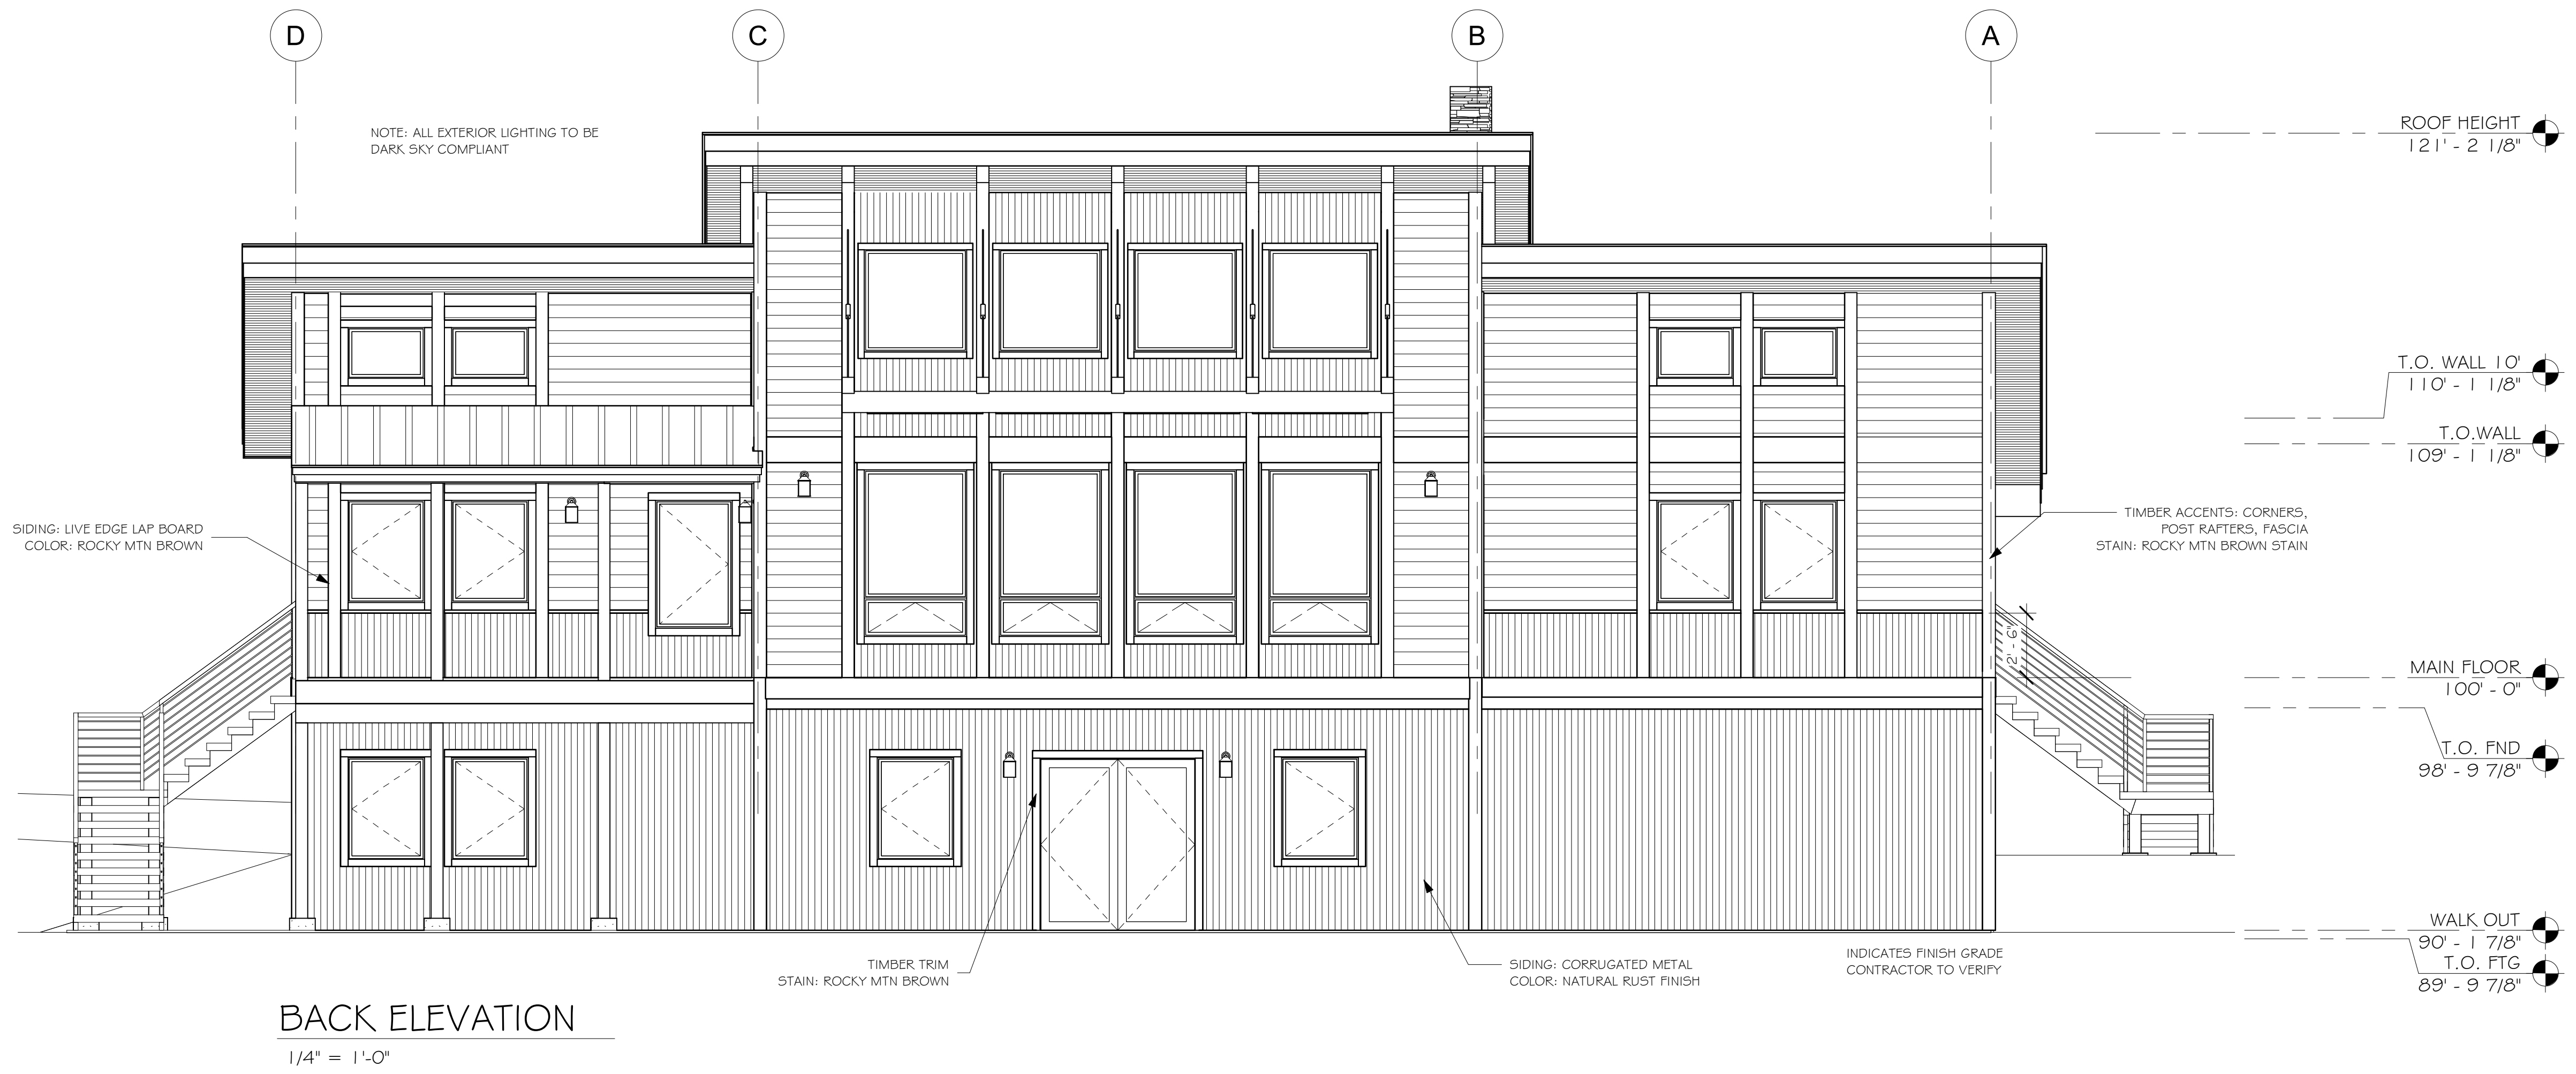 D
C
B
A
NOTE: ALL EXTERIOR LIGHTING TO BE
DARK SKY COMPLIANT
ROOF HEIGHT
121' - 2 1/8"
T.O. WALL 10'
110' - 1 1/8"
T.O.WALL
109' - 1 1/8"
SIDING: LIVE EDGE LAP BOARD
COLOR: ROCKY MTN BROWN
TIMBER ACCENTS: CORNERS,
POST RAFTERS, FASCIA
STAIN: ROCKY MTN BROWN STAIN
2' - 6"
MAIN FLOOR
100' - 0"
T.O. FND
98' - 9 7/8"
WALK OUT
90' - 1 7/8"
T.O. FTG
89' - 9 7/8"
TIMBER TRIM
STAIN: ROCKY MTN BROWN
SIDING: CORRUGATED METAL
COLOR: NATURAL RUST FINISH
INDICATES FINISH GRADE
CONTRACTOR TO VERIFY
BACK ELEVATION
1/4" = 1'-0"